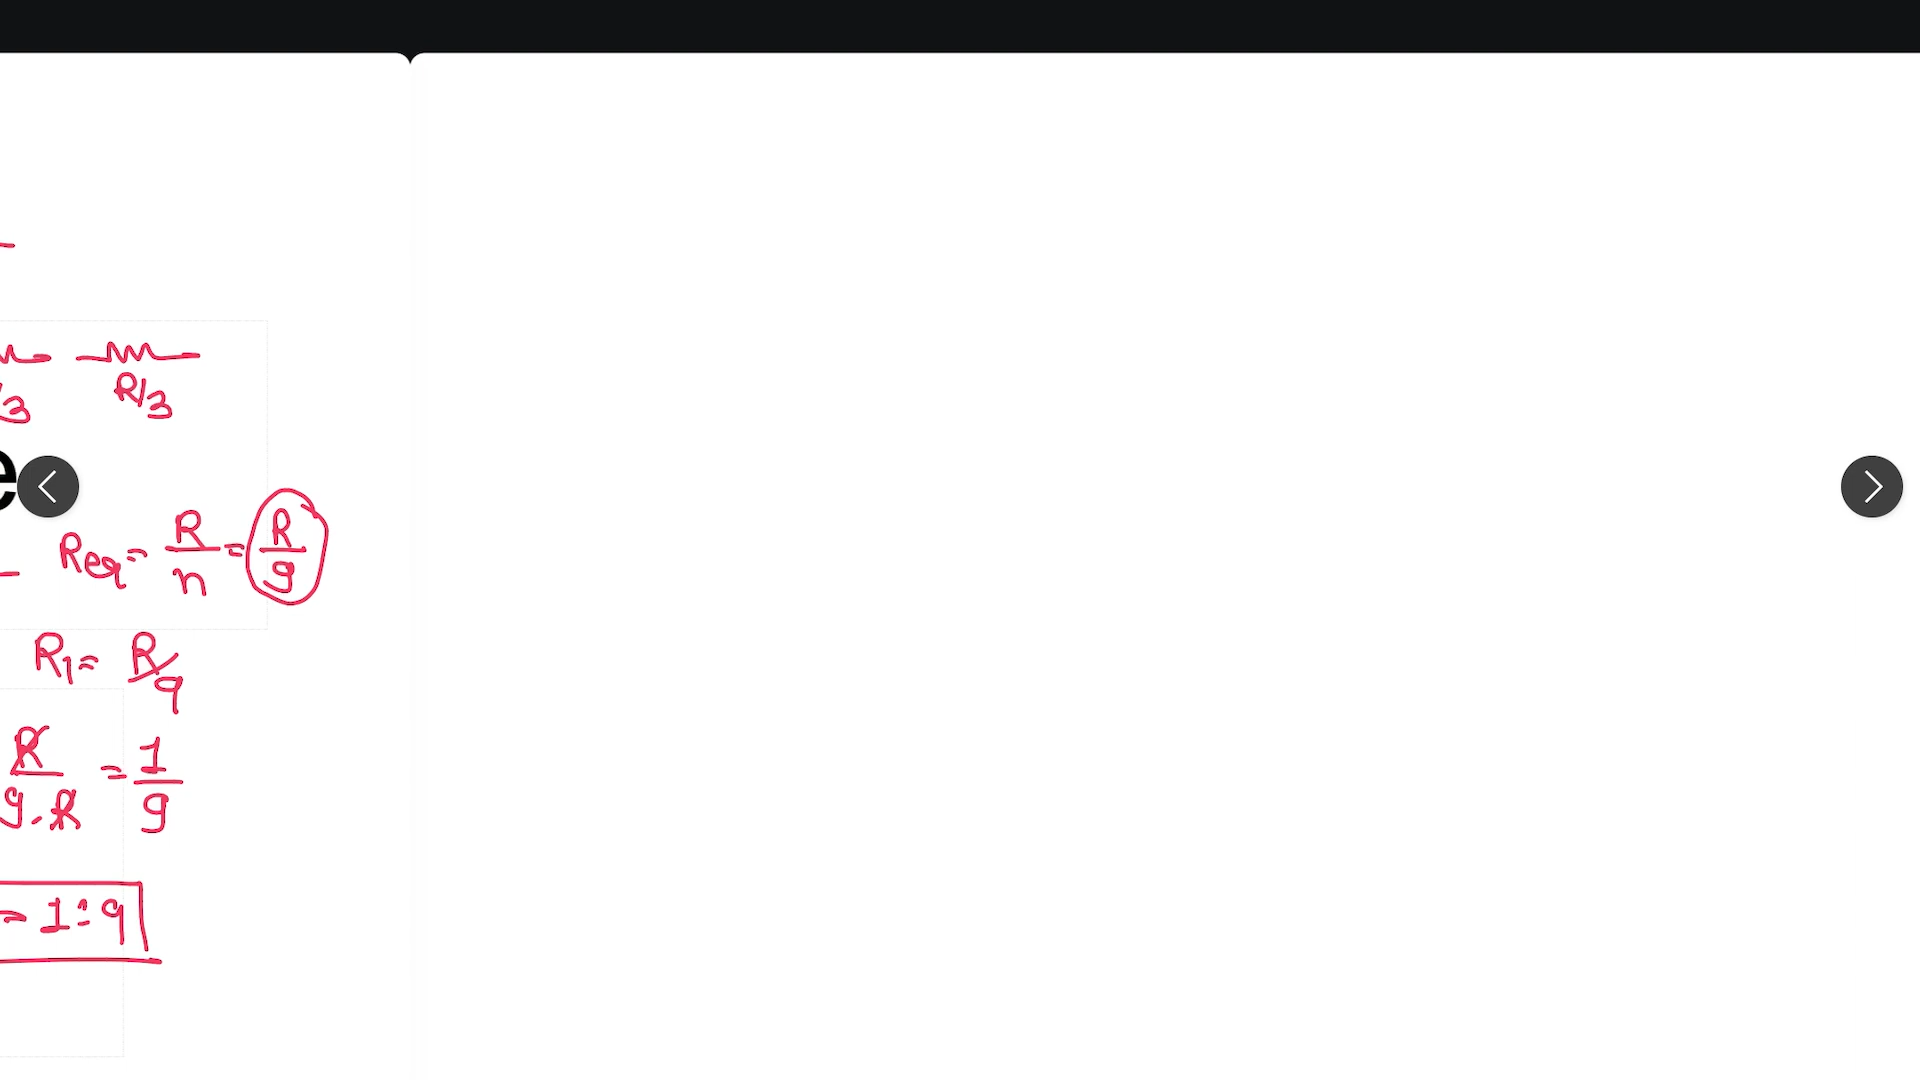 R/3
/3
e
Req = R/n = R/9
R1 = R/9
R/9.R = 1/9
= 1:9